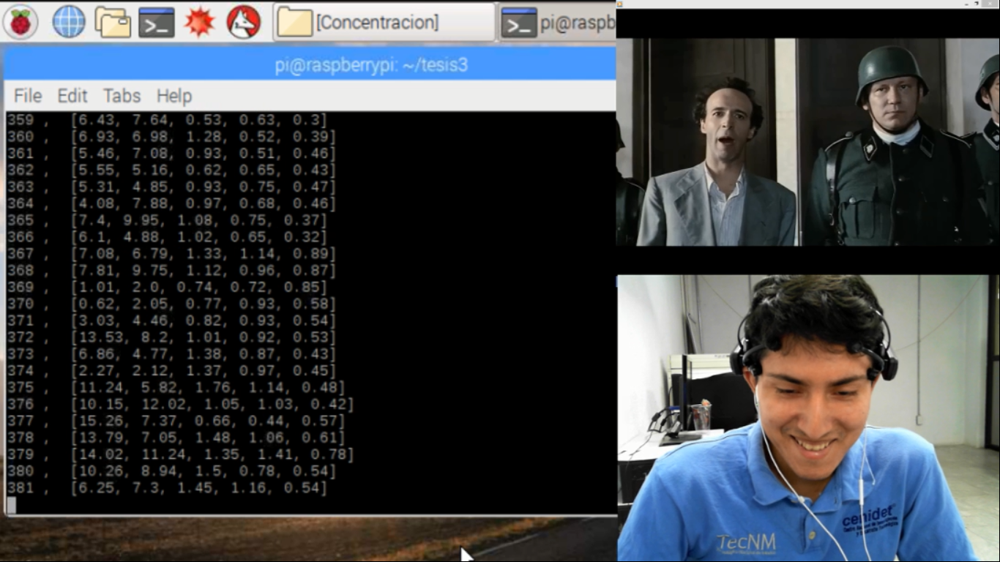 [Concentracion]
pi@raspb
pi@raspberrypi: ~/tesis3
File Edit Tabs Help
359 , [6.43, 7.64, 0.53, 0.63, 0.3]
360 , [6.93, 6.98, 1.28, 0.52, 0.39]
361 , [5.46, 7.08, 0.93, 0.51, 0.46]
362 , [5.55, 5.16, 0.62, 0.65, 0.43]
363 , [5.31, 4.85, 0.93, 0.75, 0.47]
364 , [4.08, 7.88, 0.97, 0.68, 0.46]
365 , [7.4, 9.95, 1.08, 0.75, 0.37]
366 , [6.1, 4.88, 1.02, 0.65, 0.32]
367 , [7.08, 6.79, 1.33, 1.14, 0.89]
368 , [7.81, 9.75, 1.12, 0.96, 0.87]
369 , [1.01, 2.0, 0.74, 0.72, 0.85]
370 , [0.62, 2.05, 0.77, 0.93, 0.58]
371 , [3.03, 4.46, 0.82, 0.93, 0.54]
372 , [13.53, 8.2, 1.01, 0.92, 0.53]
373 , [6.86, 4.77, 1.38, 0.87, 0.43]
374 , [2.27, 2.12, 1.37, 0.97, 0.45]
375 , [11.24, 5.82, 1.76, 1.14, 0.48]
376 , [10.15, 12.02, 1.05, 1.03, 0.42]
377 , [15.26, 7.37, 0.66, 0.44, 0.57]
378 , [13.79, 7.05, 1.48, 1.06, 0.61]
379 , [14.02, 11.24, 1.35, 1.41, 0.78]
380 , [10.26, 8.94, 1.5, 0.78, 0.54]
381 , [6.25, 7.3, 1.45, 1.16, 0.54]
cenidet
TecNM